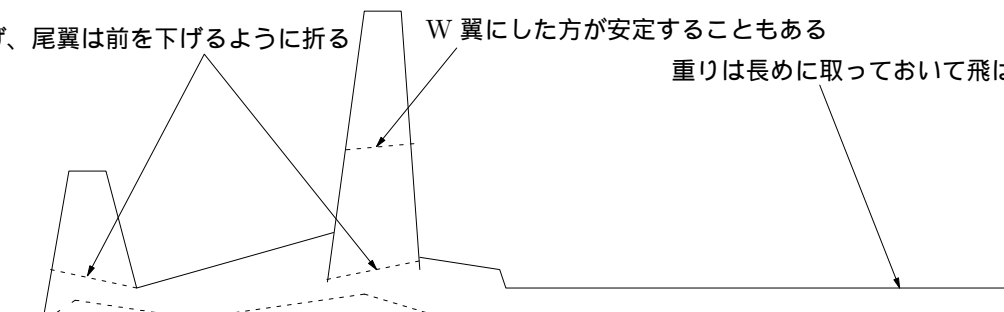 、尾翼は前を下げるように折る
W 翼にした方が安定することもある
重りは長めに取っておいて飛